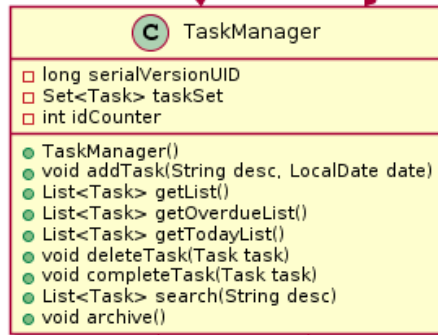 C TaskManager
long serialVersionUID
Set<Task> taskSet
int idCounter
TaskManager()
void addTask(String desc, LocalDate date)
List<Task> getList()
List<Task> getOverdueList()
List<Task> getTodayList()
void deleteTask(Task task)
void completeTask(Task task)
List<Task> search(String desc)
void archive()